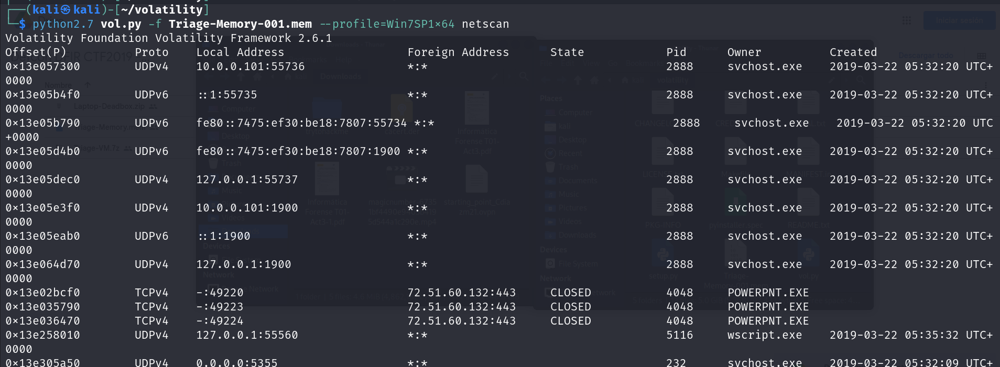 ┌──(kali㉿kali)-[~/volatility]
└─$ python2.7 vol.py -f Triage-Memory-001.mem --profile=Win7SP1x64 netscan
Volatility Foundation Volatility Framework 2.6.1
Offset(P) Proto Local Address Foreign Address State Pid Owner Created
0x13e057300 UDPv4 10.0.0.101:55736 *:* 2888 svchost.exe 2019-03-22 05:32:20 UTC+
0000
0x13e05b4f0 UDPv6 ::1:55735 *:* 2888 svchost.exe 2019-03-22 05:32:20 UTC+
0000
0x13e05b790 UDPv6 fe80::7475:ef30:be18:7807:55734 *:* 2888 svchost.exe 2019-03-22 05:32:20 UTC
+0000
0x13e05d4b0 UDPv6 fe80::7475:ef30:be18:7807:1900 *:* 2888 svchost.exe 2019-03-22 05:32:20 UTC+
0000
0x13e05dec0 UDPv4 127.0.0.1:55737 *:* 2888 svchost.exe 2019-03-22 05:32:20 UTC+
0000
0x13e05e3f0 UDPv4 10.0.0.101:1900 *:* 2888 svchost.exe 2019-03-22 05:32:20 UTC+
0000
0x13e05eab0 UDPv6 ::1:1900 *:* 2888 svchost.exe 2019-03-22 05:32:20 UTC+
0000
0x13e064d70 UDPv4 127.0.0.1:1900 *:* 2888 svchost.exe 2019-03-22 05:32:20 UTC+
0000
0x13e02bcf0 TCPv4 -:49220 72.51.60.132:443 CLOSED 4048 POWERPNT.EXE
0x13e035790 TCPv4 -:49223 72.51.60.132:443 CLOSED 4048 POWERPNT.EXE
0x13e036470 TCPv4 -:49224 72.51.60.132:443 CLOSED 4048 POWERPNT.EXE
0x13e258010 UDPv4 127.0.0.1:55560 *:* 5116 wscript.exe 2019-03-22 05:35:32 UTC+
0000
0x13e305a50 UDPv4 0.0.0.0:5355 *:* 232 svchost.exe 2019-03-22 05:32:09 UTC+